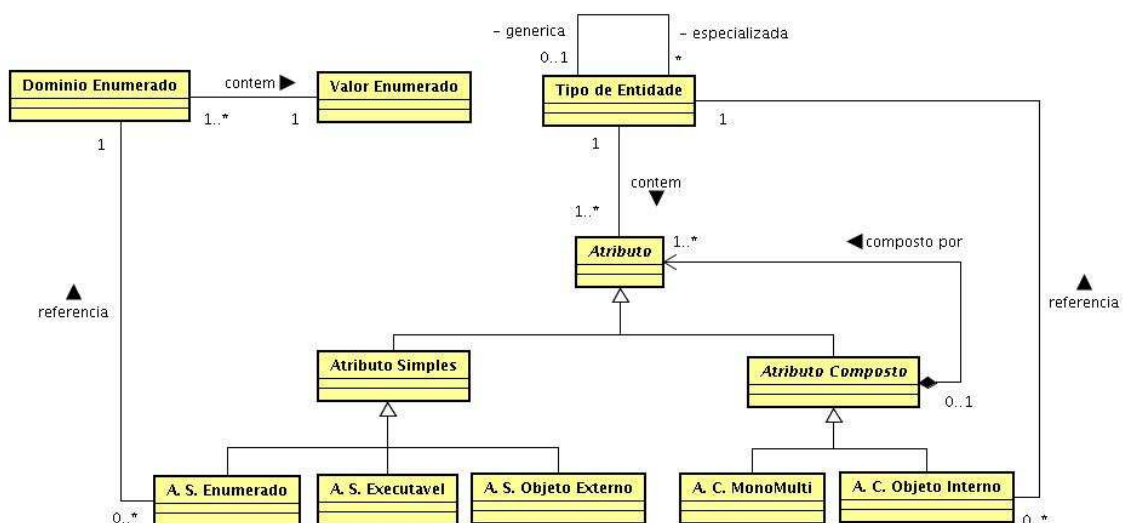 - generica
- especializada
0..1
*
Dominio Enumerado
contem
Valor Enumerado
Tipo de Entidade
1..*
1
1
1
1
contem
1..*
Atributo
1..*
composto por
referencia
referencia
Atributo Simples
Atributo Composto
0..1
A. S. Enumerado
A. S. Executavel
A. S. Objeto Externo
A. C. MonoMulti
A. C. Objeto Interno
0..*
0..*